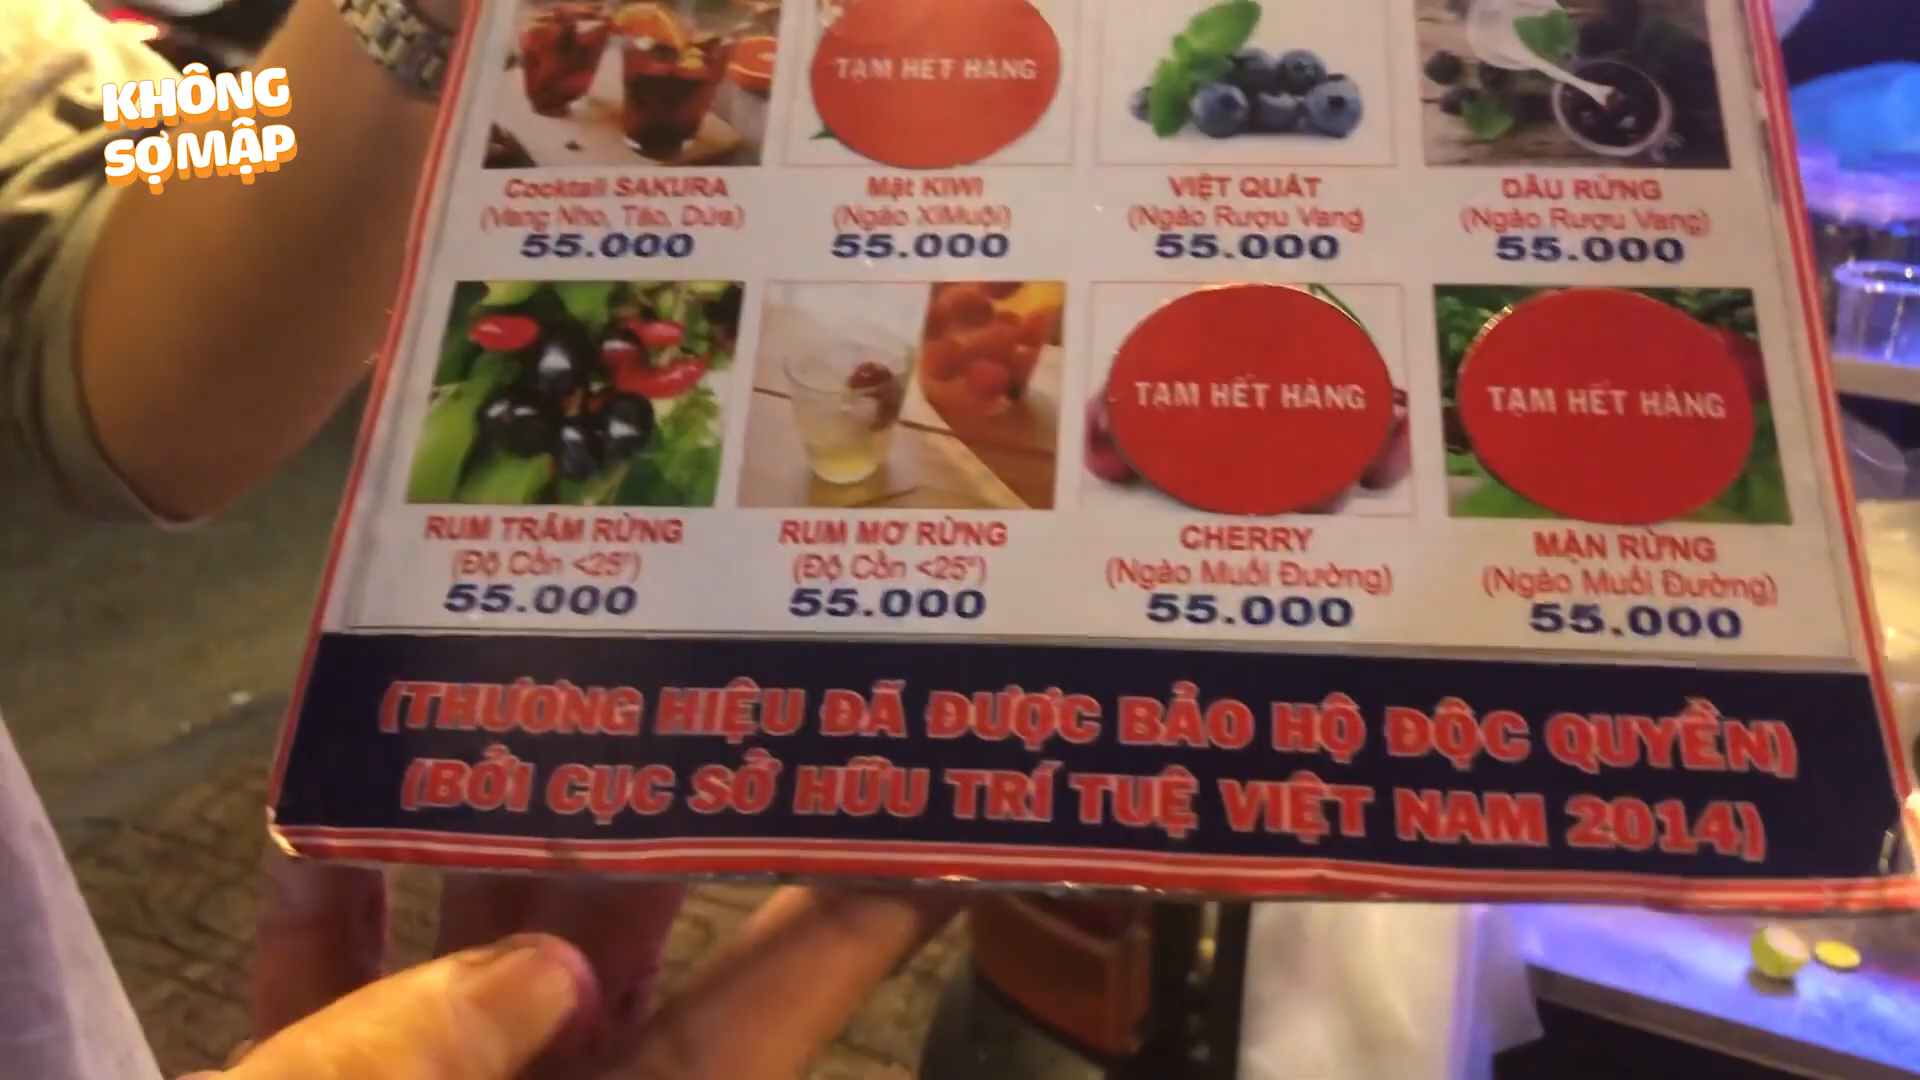 KHÔNG
SỢ MẬP
TẠM HẾT HÀNG
Cocktail SAKURA
(Vang Nho, Táo, Dứa)
55.000
Mật KIWI
(Ngào XíMuội)
55.000
VIỆT QUẤT
(Ngào Rượu Vang
55.000
DÂU RỪNG
(Ngào Rượu Vang)
55.000
TẠM HẾT HÀNG
TẠM HẾT HÀNG
RUM TRÂM RỪNG
(Độ Cồn <25°)
55.000
RUM MƠ RỪNG
(Độ Cồn <25°)
55.000
CHERRY
(Ngào Muối Đường)
55.000
MẬN RỪNG
(Ngào Muối Đường)
55.000
(THƯƠNG HIỆU ĐÃ ĐƯỢC BẢO HỘ ĐỘC QUYỀN)
(BỞI CỤC SỞ HỮU TRÍ TUỆ VIỆT NAM 2014)